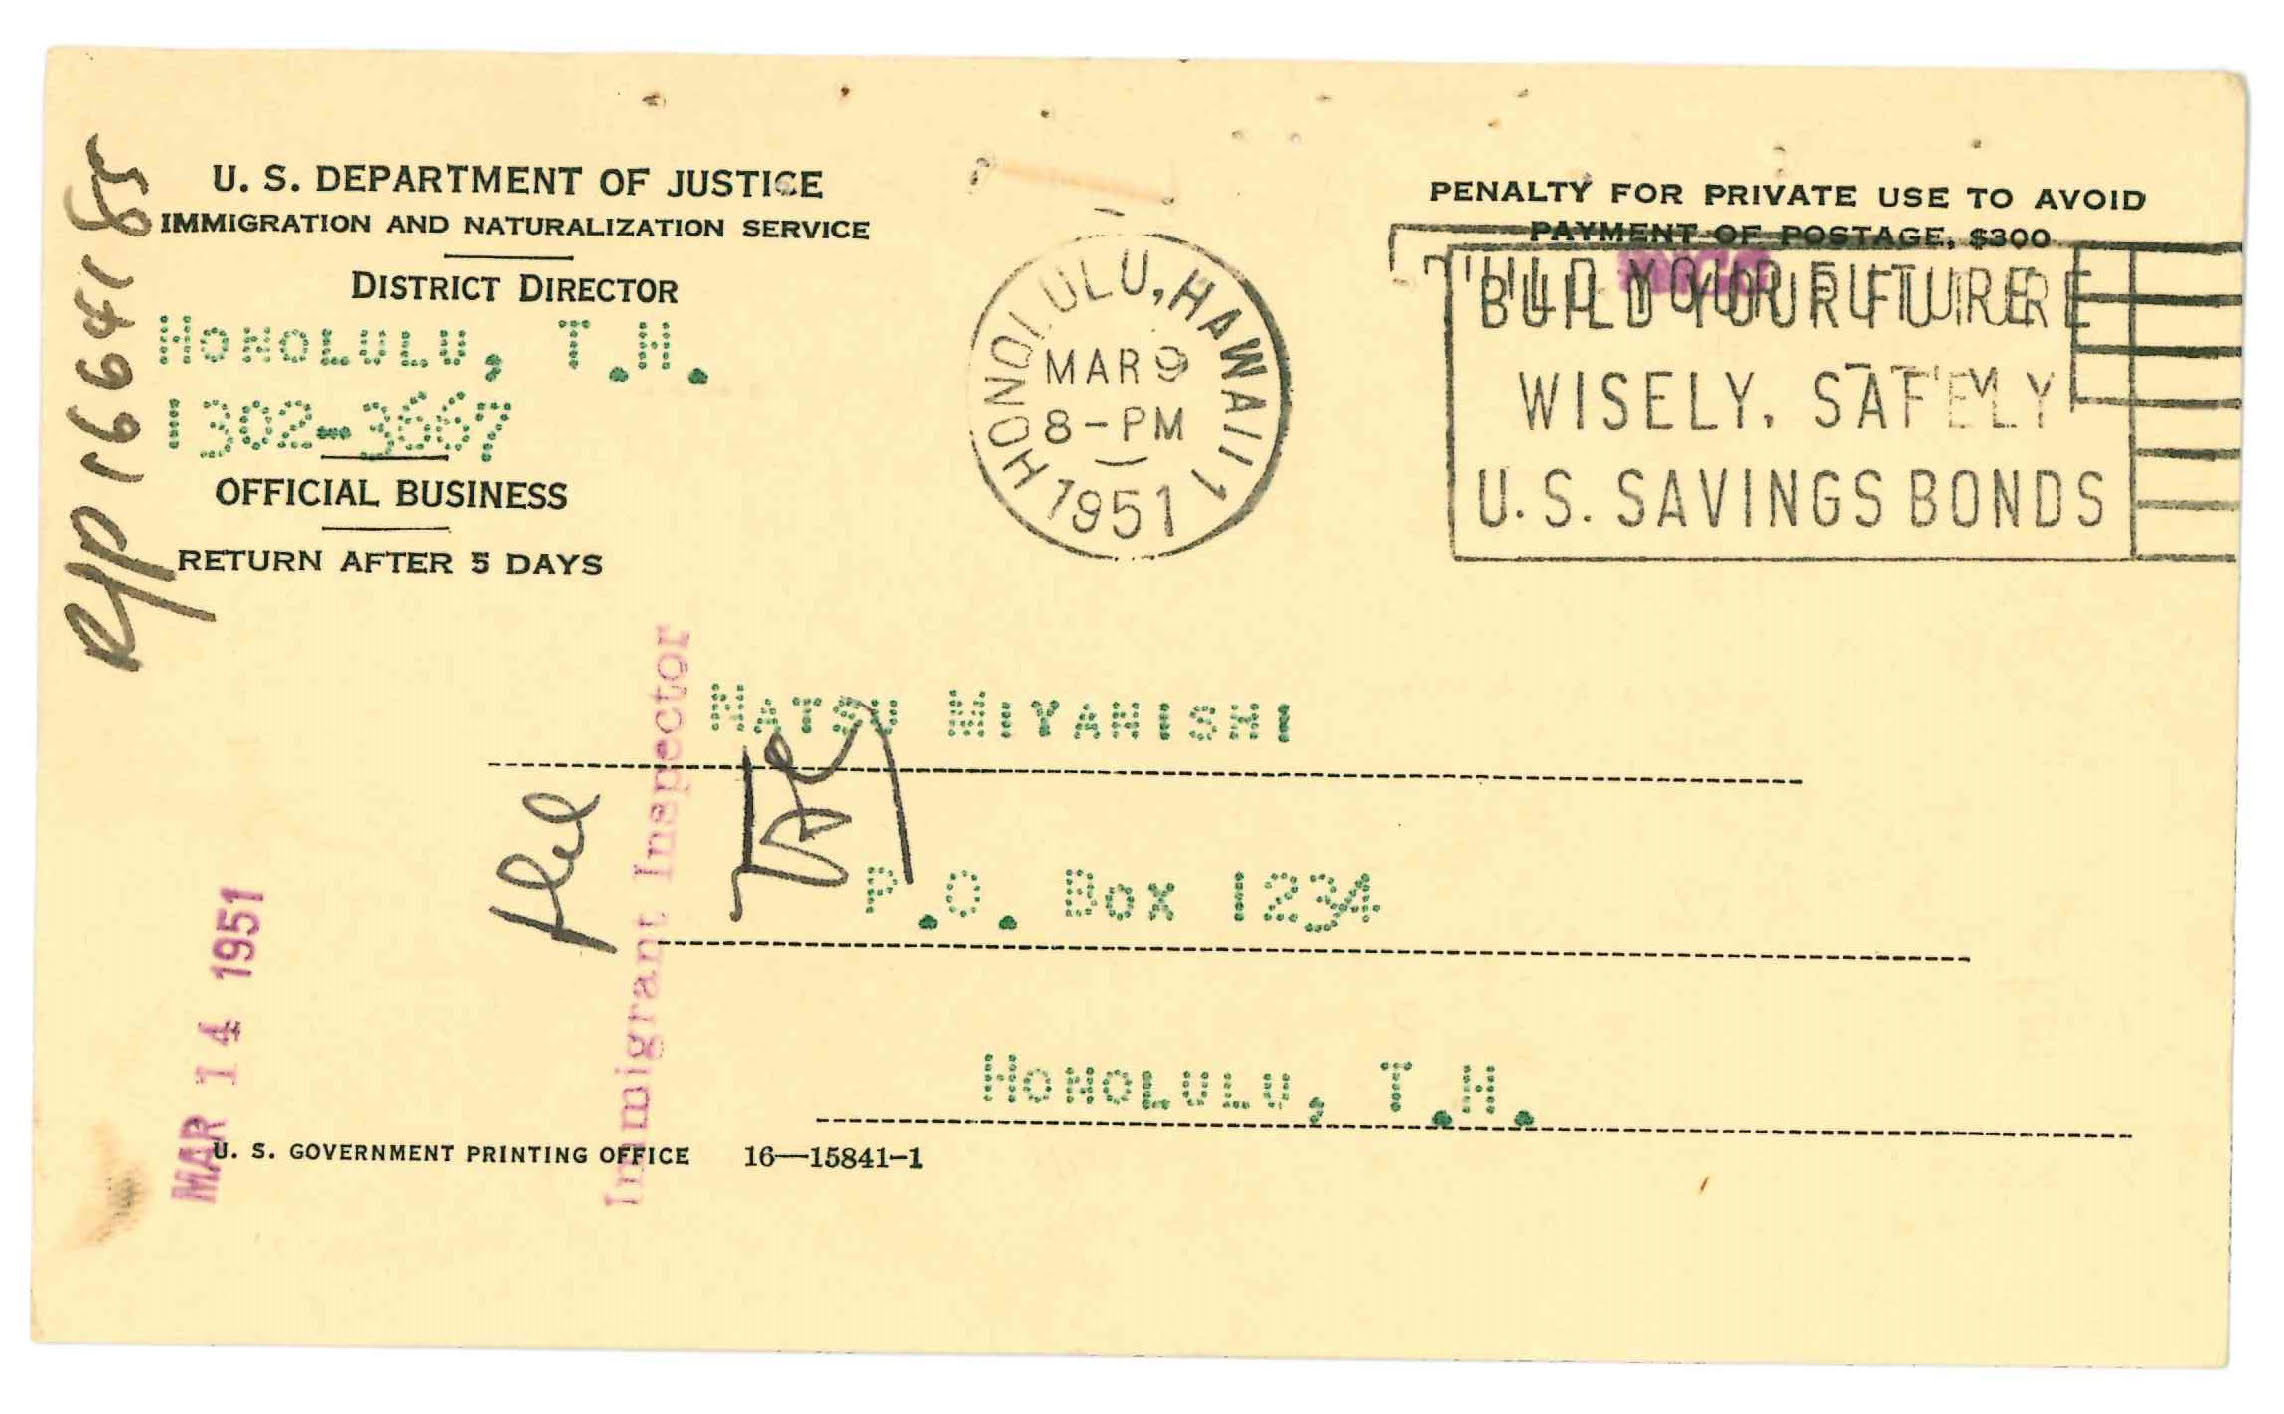 U. S. DEPARTMENT OF JUSTICE
IMMIGRATION AND NATURALIZATION SERVICE
DISTRICT DIRECTOR
HONOLULU, T.H.
1302-3667
OFFICIAL BUSINESS
RETURN AFTER 5 DAYS
HONOLULU, HAWAII 1
MAR 9
8-PM
1951
PENALTY FOR PRIVATE USE TO AVOID
PAYMENT OF POSTAGE, $300
BUILD YOUR FUTURE
WISELY, SAFELY
U.S. SAVINGS BONDS
NATSU MIYAHISHI
P.O. BOX 1234
HONOLULU, T.H.
U. S. GOVERNMENT PRINTING OFFICE 16—15841-1
MAR 14 1951
Immigrant Inspector